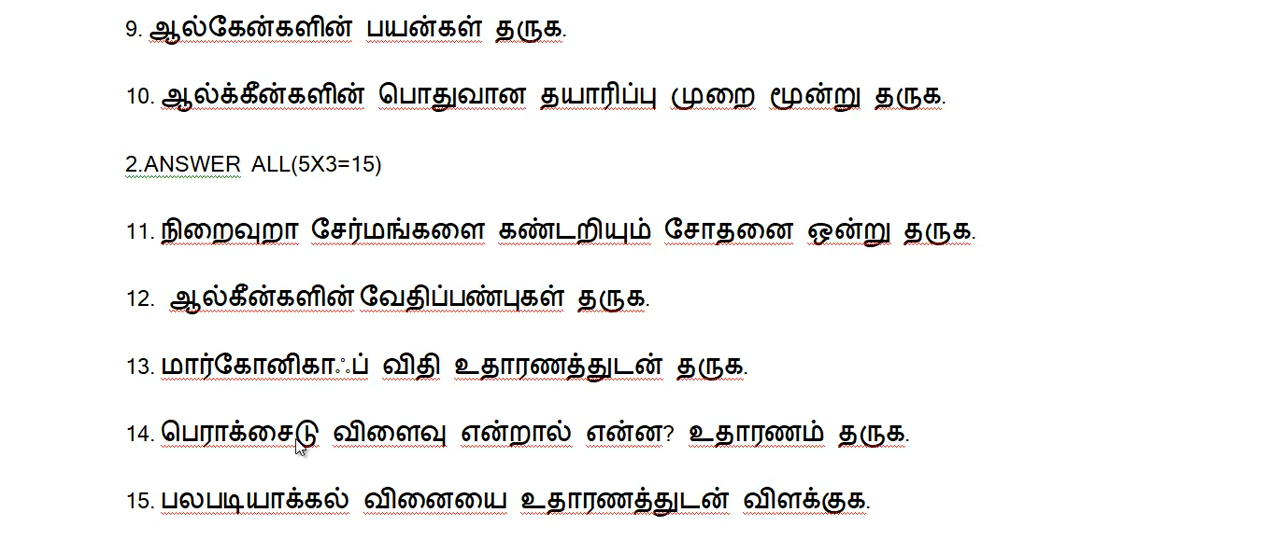 9. ஆல்கேன்களின் பயன்கள் தருக.
10. ஆல்க்கீன்களின் பொதுவான தயாரிப்பு முறை மூன்று தருக.
2.ANSWER ALL(5X3=15)
11. நிறைவுறா சேர்மங்களை கண்டறியும் சோதனை ஒன்று தருக.
12. ஆல்கீன்களின் வேதிப்பண்புகள் தருக.
13. மார்கோனிகாஃப் விதி உதாரணத்துடன் தருக.
14. பெராக்சைடு விளைவு என்றால் என்ன? உதாரணம் தருக.
15. பலபடியாக்கல் வினையை உதாரணத்துடன் விளக்குக.